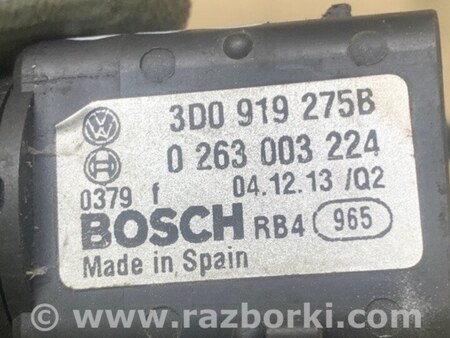 3D0 919 275B
0 263 003 224
0379 f 04.12.13 /Q2
BOSCH RB4 965
Made in Spain
© www.razborki.com